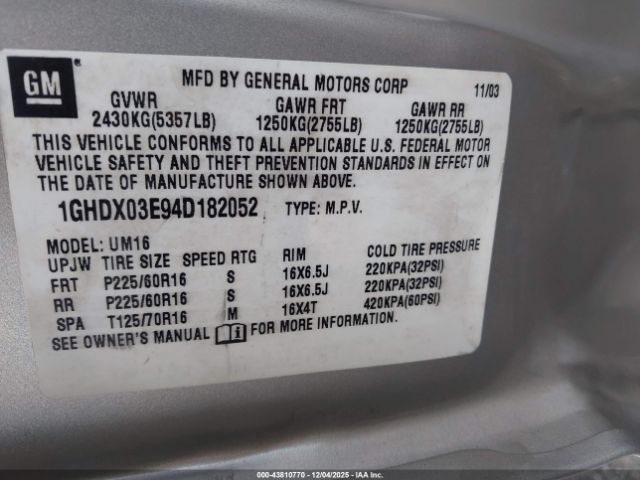 GM ®
MFD BY GENERAL MOTORS CORP 11/03
GVWR GAWR FRT GAWR RR
2430KG(5357LB) 1250KG(2755LB) 1250KG(2755LB)
THIS VEHICLE CONFORMS TO ALL APPLICABLE U.S. FEDERAL MOTOR
VEHICLE SAFETY AND THEFT PREVENTION STANDARDS IN EFFECT ON
THE DATE OF MANUFACTURE SHOWN ABOVE.
1GHDX03E94D182052 TYPE: M.P.V.
MODEL: UM16
UPJW TIRE SIZE SPEED RTG RIM COLD TIRE PRESSURE
FRT P225/60R16 S 16X6.5J 220KPA(32PSI)
RR P225/60R16 S 16X6.5J 220KPA(32PSI)
SPA T125/70R16 M 16X4T 420KPA(60PSI)
SEE OWNER'S MANUAL FOR MORE INFORMATION.
000-43810770 - 12/04/2025 - IAA Inc.